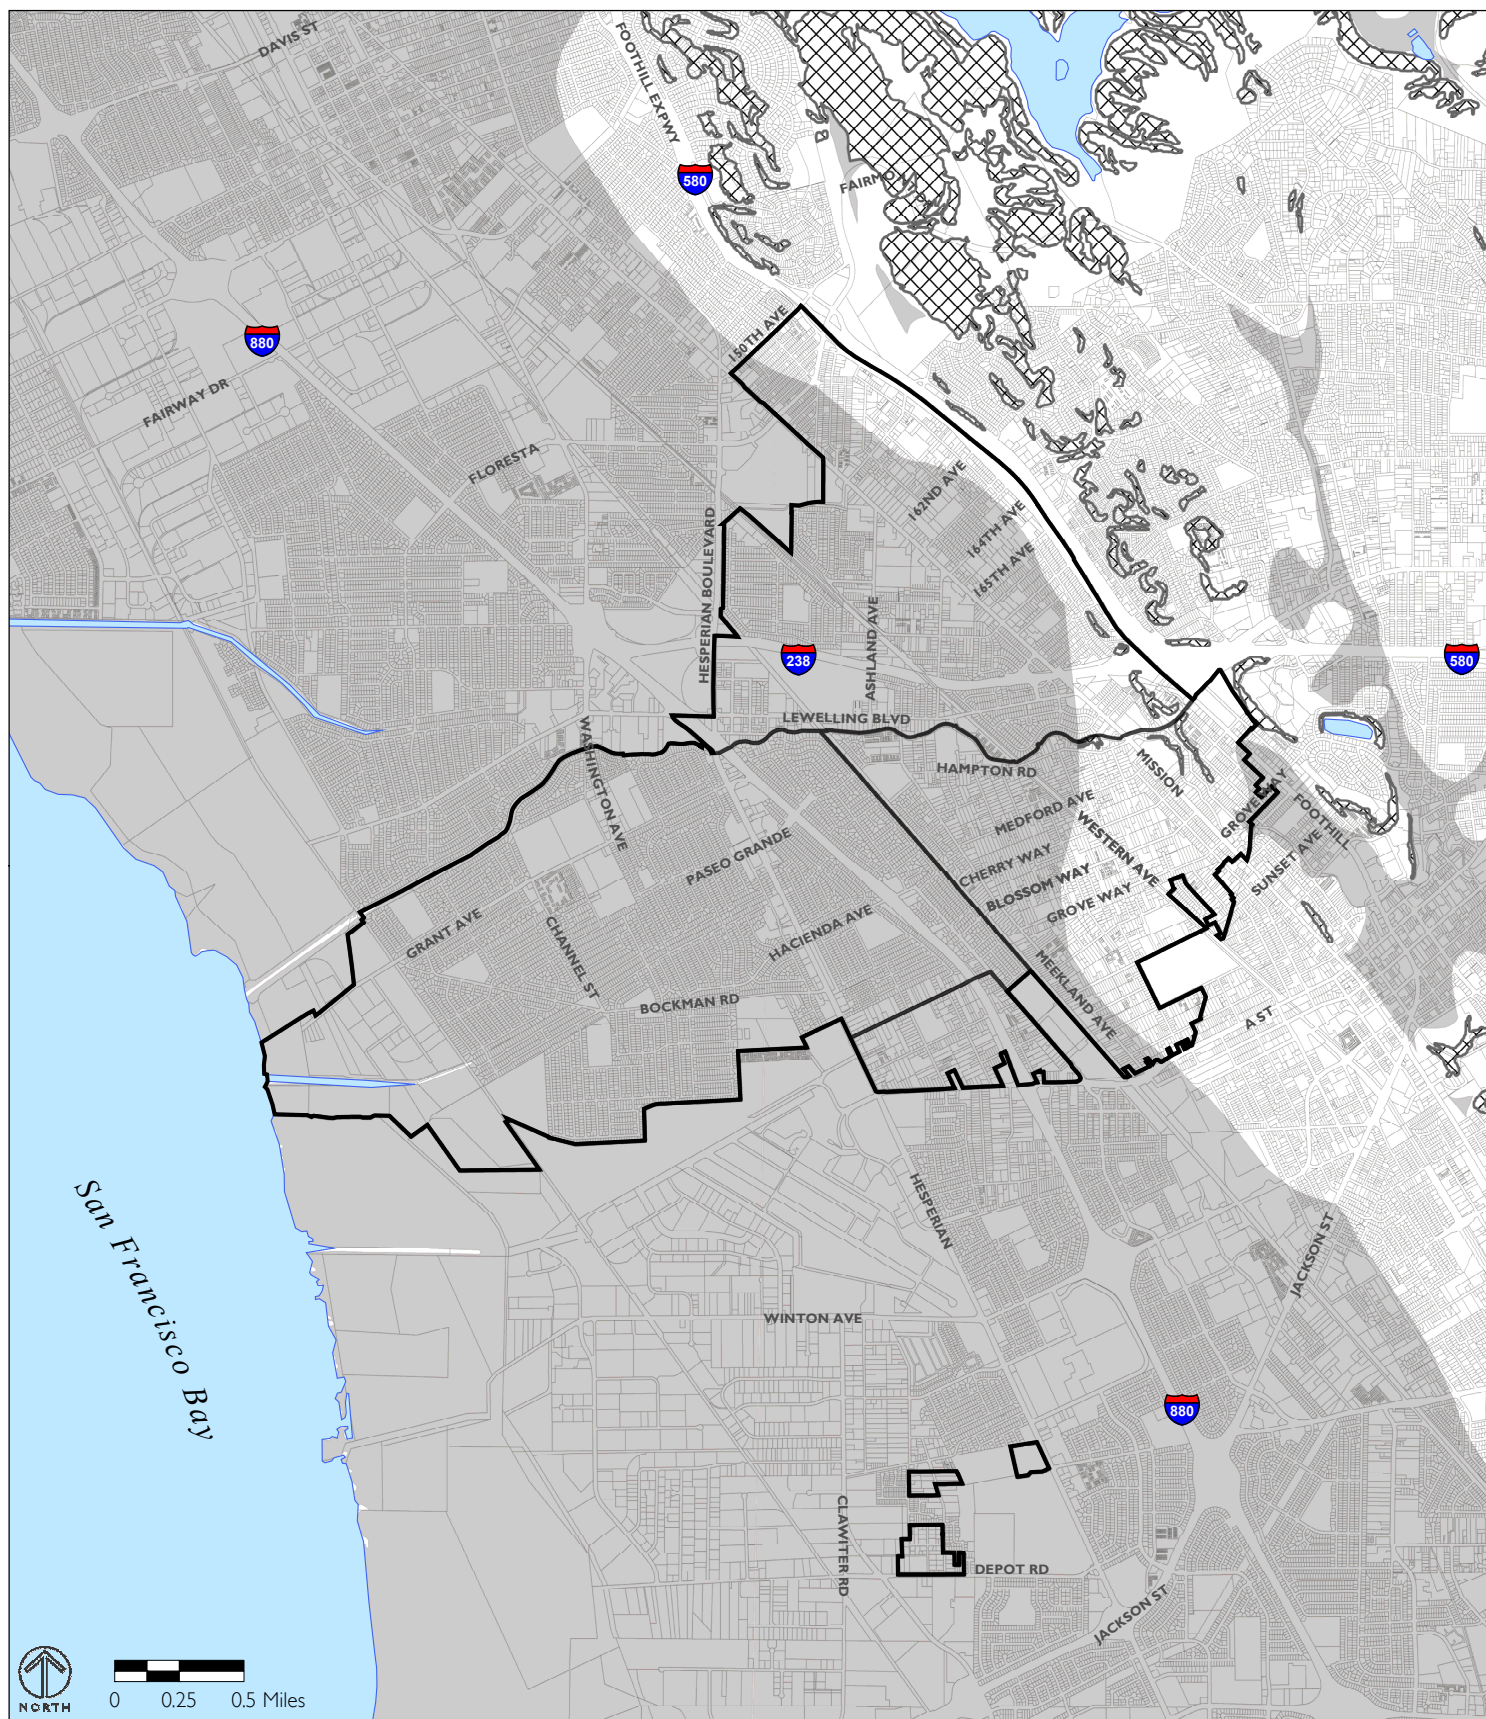 DAVIS ST
FOOTHILL EXPWY
580
FAIRMO
880
150TH AVE
FAIRWAY DR
FLORESTA
162ND AVE
164TH AVE
165TH AVE
HESPERIAN BOULEVARD
ASHLAND AVE
238
580
LEWELLING BLVD
WASHINGTON AVE
HAMPTON RD
MISSION
MEDFORD AVE
GROVE WAY
FOOTHILL
WESTERN AVE
PASEO GRANDE
CHERRY WAY
BLOSSOM WAY
GROVE WAY
SUNSET AVE
GRANT AVE
CHANNEL ST
HACIENDA AVE
BOCKMAN RD
MEEKLAND AVE
A ST
San Francisco Bay
HESPERIAN
JACKSON ST
WINTON AVE
880
CLAWITER RD
DEPOT RD
JACKSON ST
NORTH
0 0.25 0.5 Miles